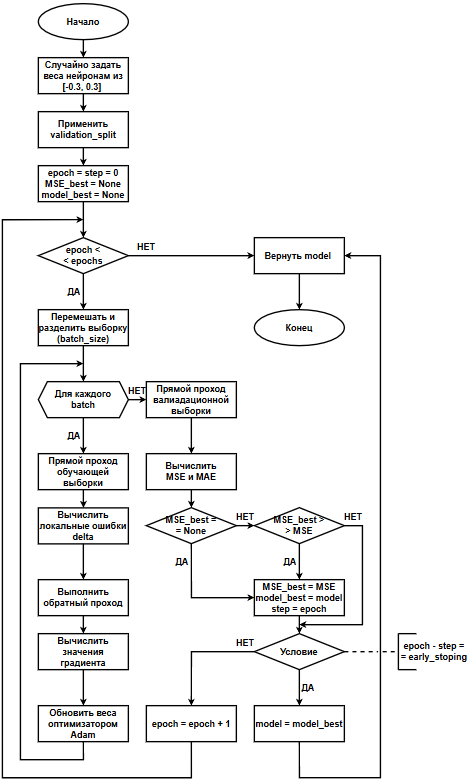 Начало
Случайно задать
веса нейронам из
[-0.3, 0.3]
Применить
validation_split
epoch = step = 0
MSE_best = None
model_best = None
epoch <
< epochs
НЕТ
Вернуть model
ДА
Конец
Перемешать и
разделить выборку
(batch_size)
Для каждого
batch
НЕТ
Прямой проход
валиадационной
выборки
ДА
Прямой проход
обучающей
выборки
Вычислить
MSE и MAE
Вычислить
локальные ошибки
delta
MSE_best =
= None
НЕТ
MSE_best >
> MSE
НЕТ
ДА
ДА
Выполнить
обратный проход
MSE_best = MSE
model_best = model
step = epoch
Вычислить
значения
градиента
НЕТ
Условие
epoch - step =
= early_stoping
ДА
Обновить веса
оптимизатором
Adam
epoch = epoch + 1
model = model_best